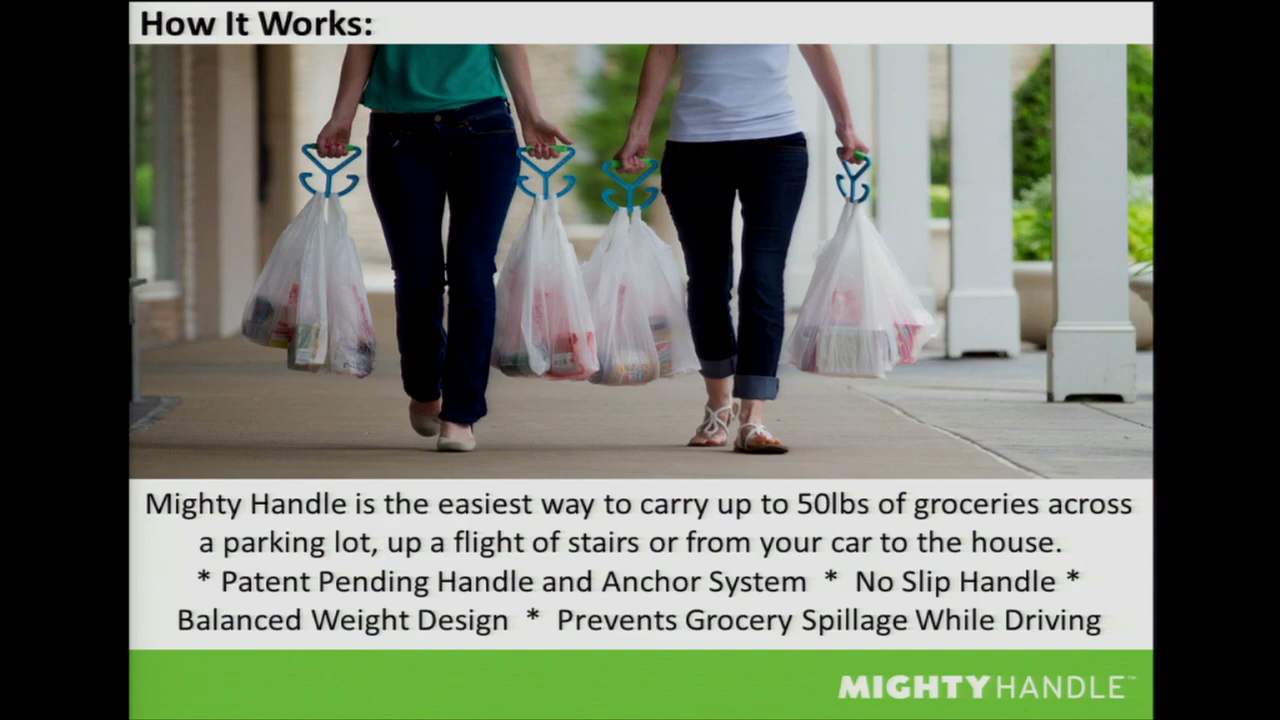 How It Works:
Mighty Handle is the easiest way to carry up to 50lbs of groceries across
a parking lot, up a flight of stairs or from your car to the house.
* Patent Pending Handle and Anchor System * No Slip Handle *
Balanced Weight Design * Prevents Grocery Spillage While Driving
MIGHTYHANDLE™